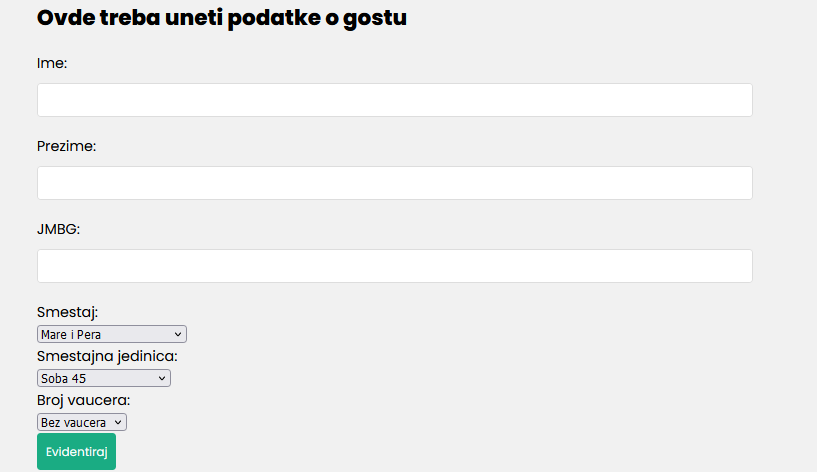 Ovde treba uneti podatke o gostu
Ime:
Prezime:
JMBG:
Smestaj:
Mare i Pera
Smestajna jedinica:
Soba 45
Broj vaucera:
Bez vaucera
Evidentiraj